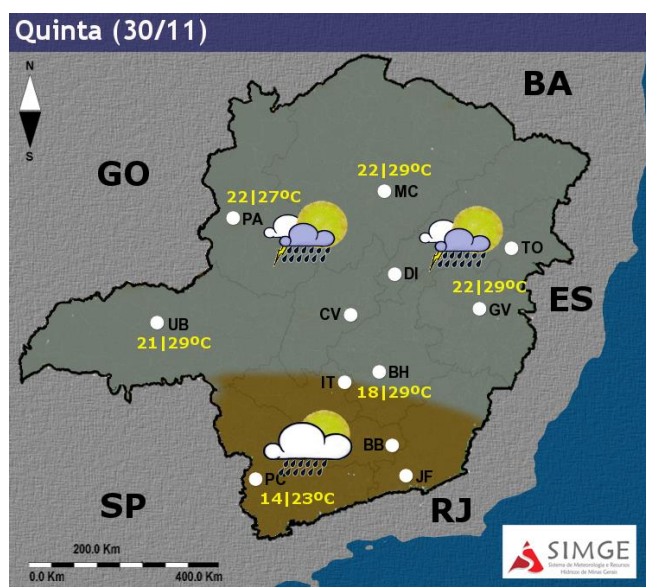 Quinta (30/11)
N
S
BA
GO
22|29ºC
MC
22|27ºC
PA
TO
DI
22|29ºC
GV
ES
CV
UB
21|29ºC
IT
BH
18|29ºC
BB
PC
JF
14|23ºC
SP
RJ
200.0 Km
0.0 Km
400.0 Km
SIMGE
Sistema de Meteorologia e Recursos
Hídricos de Minas Gerais